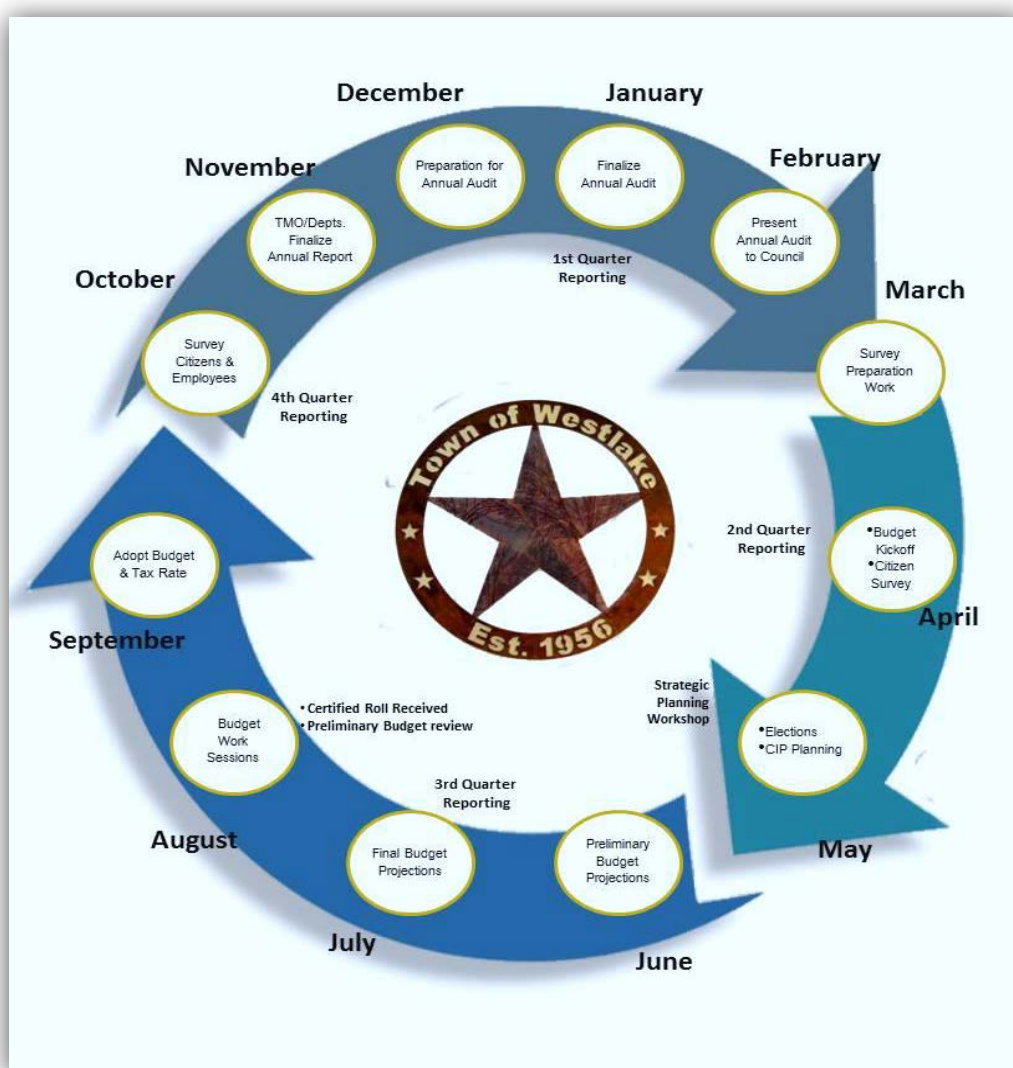 December
January
November
February
Preparation for
Annual Audit
Finalize
Annual Audit
TMO/Depts.
Finalize
Annual Report
Present
Annual Audit
to Council
October
1st Quarter
Reporting
March
Survey
Citizens &
Employees
Survey
Preparation
Work
4th Quarter
Reporting
Town of Westlake
Est. 1956
2nd Quarter
Reporting
•Budget
Kickoff
•Citizen
Survey
April
Adopt Budget
& Tax Rate
September
Strategic
Planning
Workshop
•Elections
•CIP Planning
May
Budget
Work
Sessions
• Certified Roll Received
• Preliminary Budget review
August
3rd Quarter
Reporting
Final Budget
Projections
Preliminary
Budget
Projections
July
June